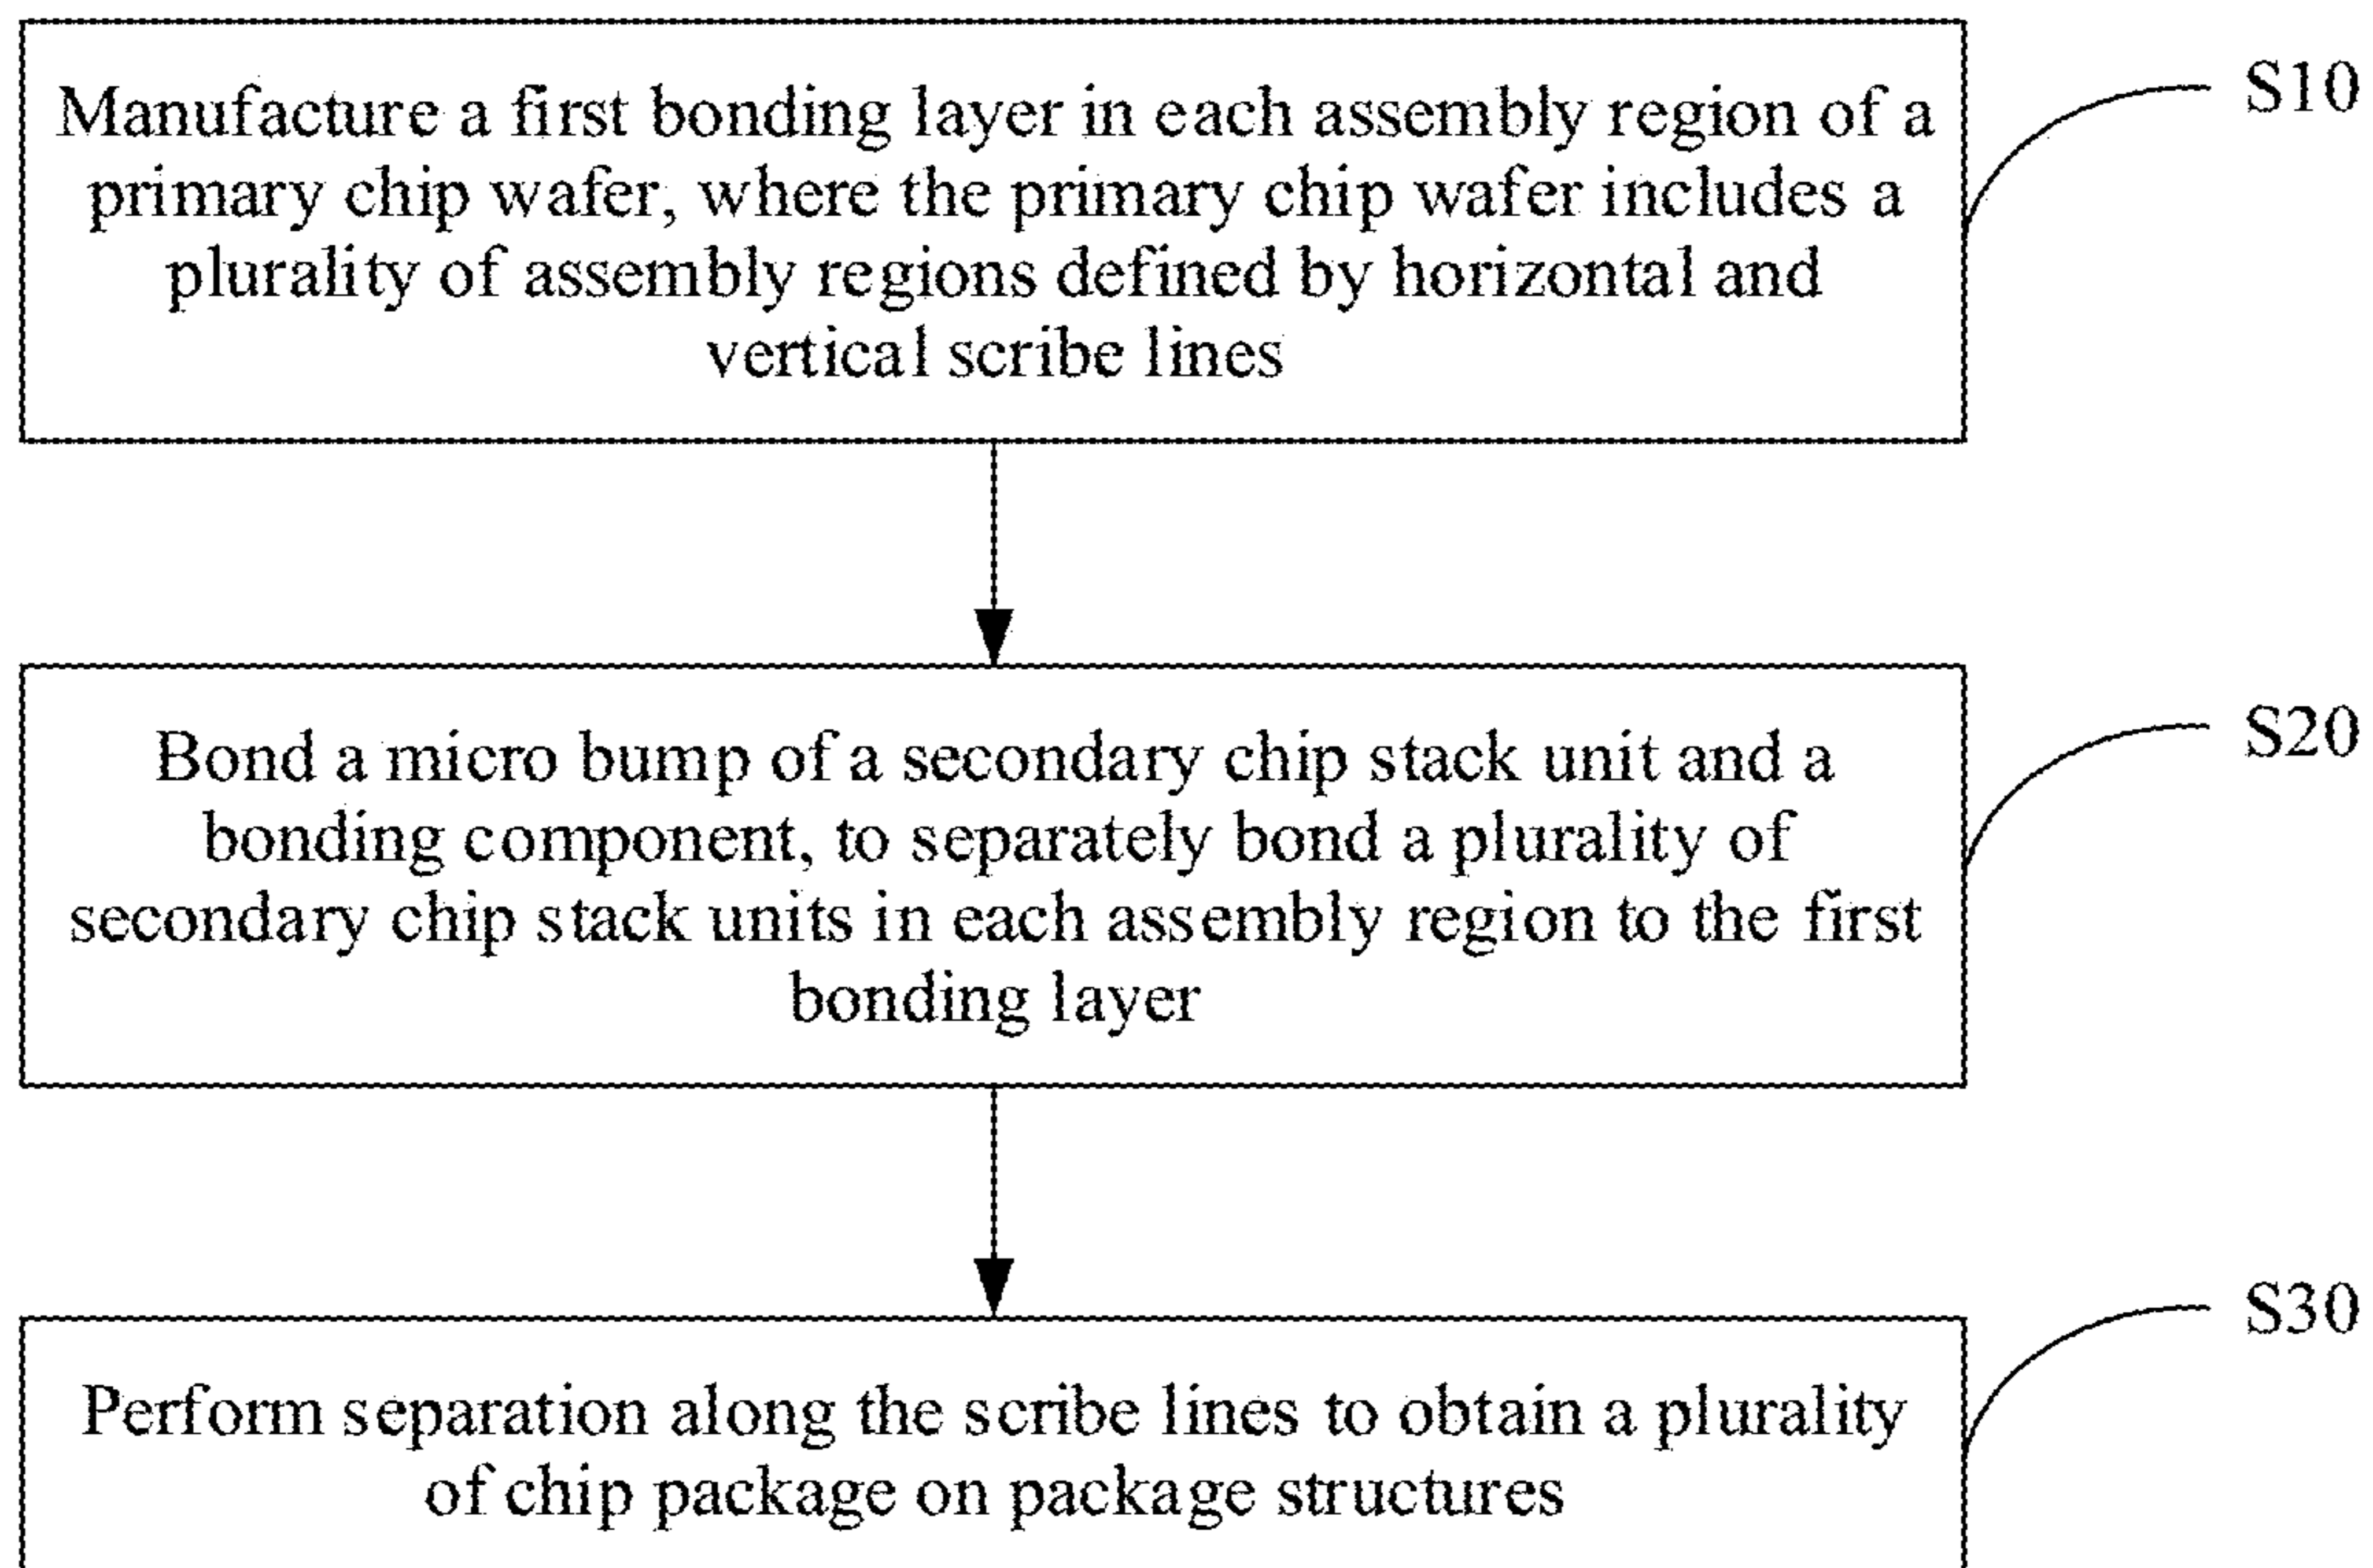 Manufacture a first bonding layer in each assembly region of a
primary chip wafer, where the primary chip wafer includes a
plurality of assembly regions defined by horizontal and
vertical scribe lines
S10
Bond a micro bump of a secondary chip stack unit and a
bonding component, to separately bond a plurality of
secondary chip stack units in each assembly region to the first
bonding layer
S20
Perform separation along the scribe lines to obtain a plurality
of chip package on package structures
S30